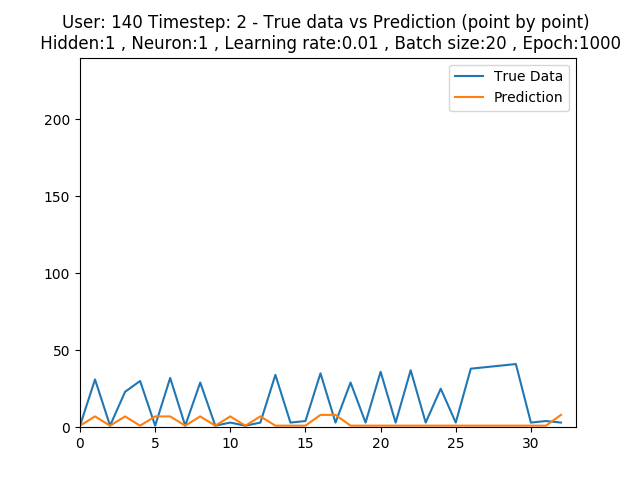 User: 140 Timestep: 2 - True data vs Prediction (point by point)
Hidden:1 , Neuron:1 , Learning rate:0.01 , Batch size:20 , Epoch:1000
True Data
Prediction
200
150
100
50
0
0 5 10 15 20 25 30